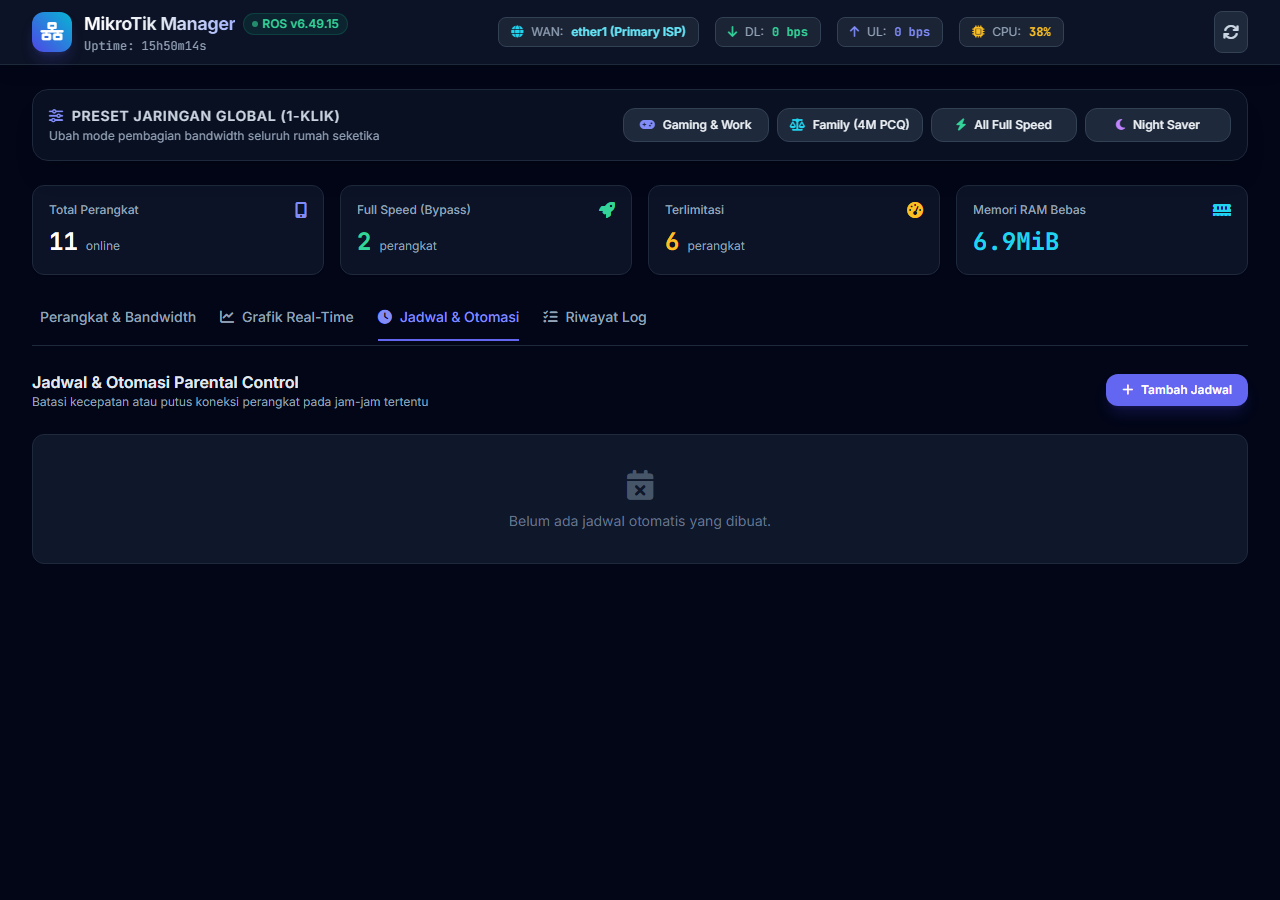 MikroTik Manager
ROS v6.49.15
Uptime: 15h50m14s
WAN: ether1 (Primary ISP)
DL: 0 bps
UL: 0 bps
CPU: 38%
PRESET JARINGAN GLOBAL (1-KLIK)
Ubah mode pembagian bandwidth seluruh rumah seketika
Gaming & Work
Family (4M PCQ)
All Full Speed
Night Saver
Total Perangkat
11 online
Full Speed (Bypass)
2 perangkat
Terlimitasi
6 perangkat
Memori RAM Bebas
6.9MiB
Perangkat & Bandwidth
Grafik Real-Time
Jadwal & Otomasi
Riwayat Log
Jadwal & Otomasi Parental Control
Batasi kecepatan atau putus koneksi perangkat pada jam-jam tertentu
Tambah Jadwal
Belum ada jadwal otomatis yang dibuat.